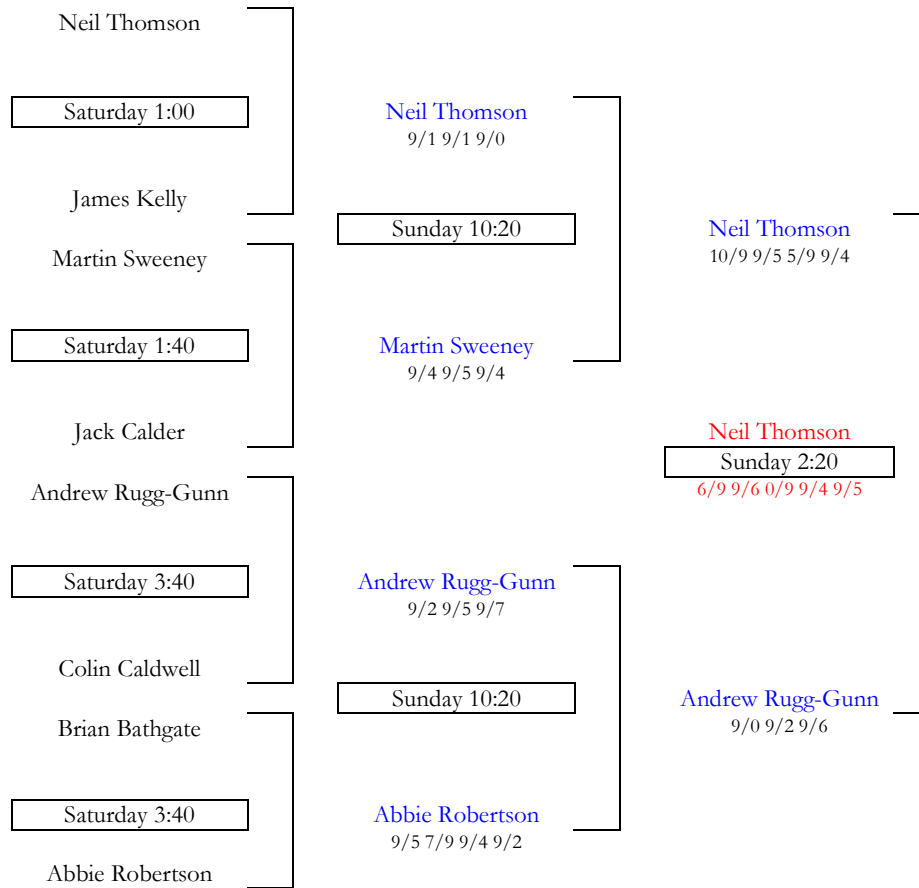 Neil Thomson
Saturday 1:00
James Kelly
Martin Sweeney
Saturday 1:40
Jack Calder
Andrew Rugg-Gunn
Saturday 3:40
Colin Caldwell
Brian Bathgate
Saturday 3:40
Abbie Robertson
Neil Thomson
9/1 9/1 9/0
Sunday 10:20
Martin Sweeney
9/4 9/5 9/4
Andrew Rugg-Gunn
9/2 9/5 9/7
Sunday 10:20
Abbie Robertson
9/5 7/9 9/4 9/2
Neil Thomson
10/9 9/5 5/9 9/4
Neil Thomson
Sunday 2:20
6/9 9/6 0/9 9/4 9/5
Andrew Rugg-Gunn
9/0 9/2 9/6